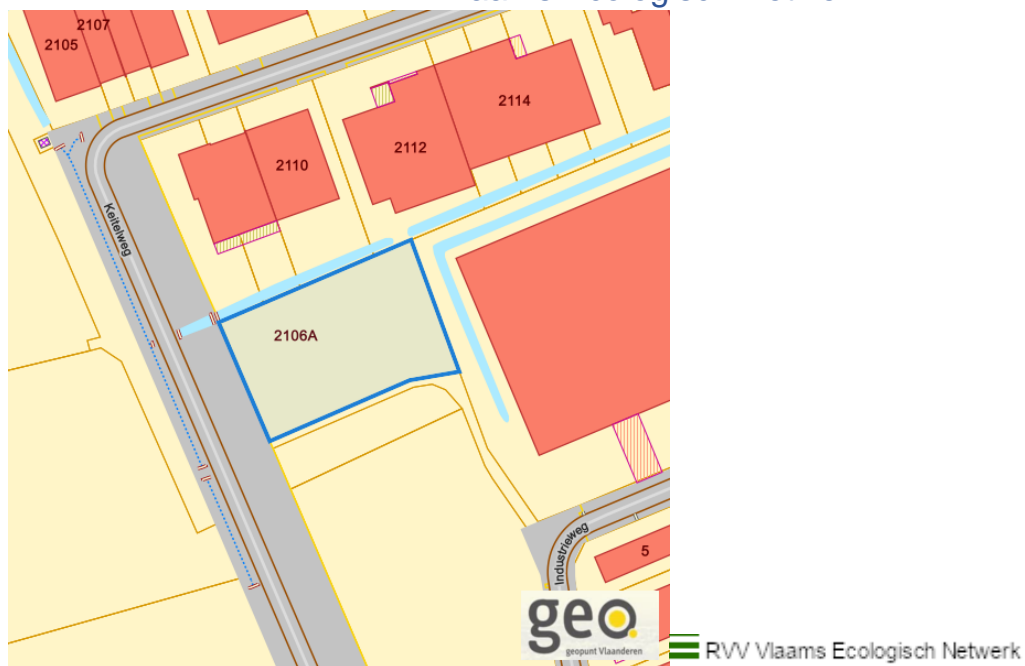 2107
2105
2114
2110
2112
Keitelweg
2106A
Industrieweg
5
geo.
geopunt Vlaanderen
RVV Vlaams Ecologisch Netwerk